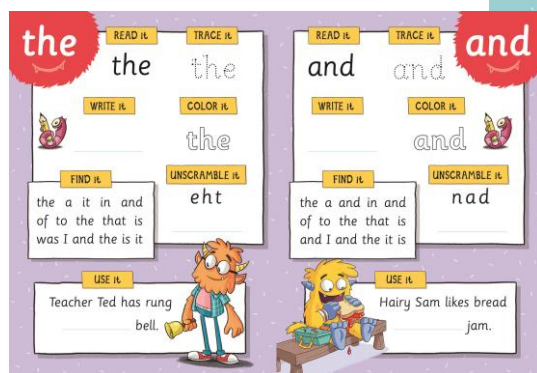 the
READ it
TRACE it
the
the
WRITE it
COLOR it
the
FIND it
the a it in and
of to the that is
was I and the is it
UNSCRAMBLE it
eht
USE it
Teacher Ted has rung
bell.
and
READ it
TRACE it
and
and
WRITE it
COLOR it
and
FIND it
the a and in and
of to the that is
and I and the it is
UNSCRAMBLE it
nad
USE it
Hairy Sam likes bread
jam.